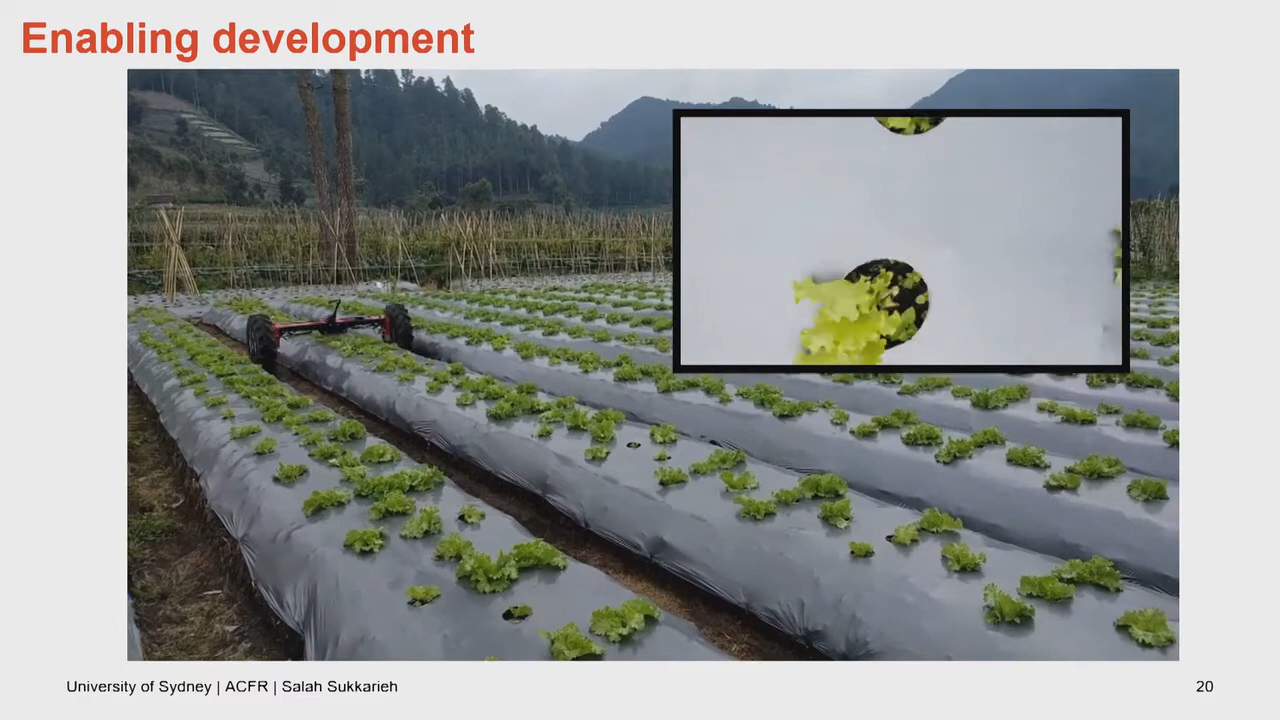 Enabling development
University of Sydney | ACFR | Salah Sukkarieh
20